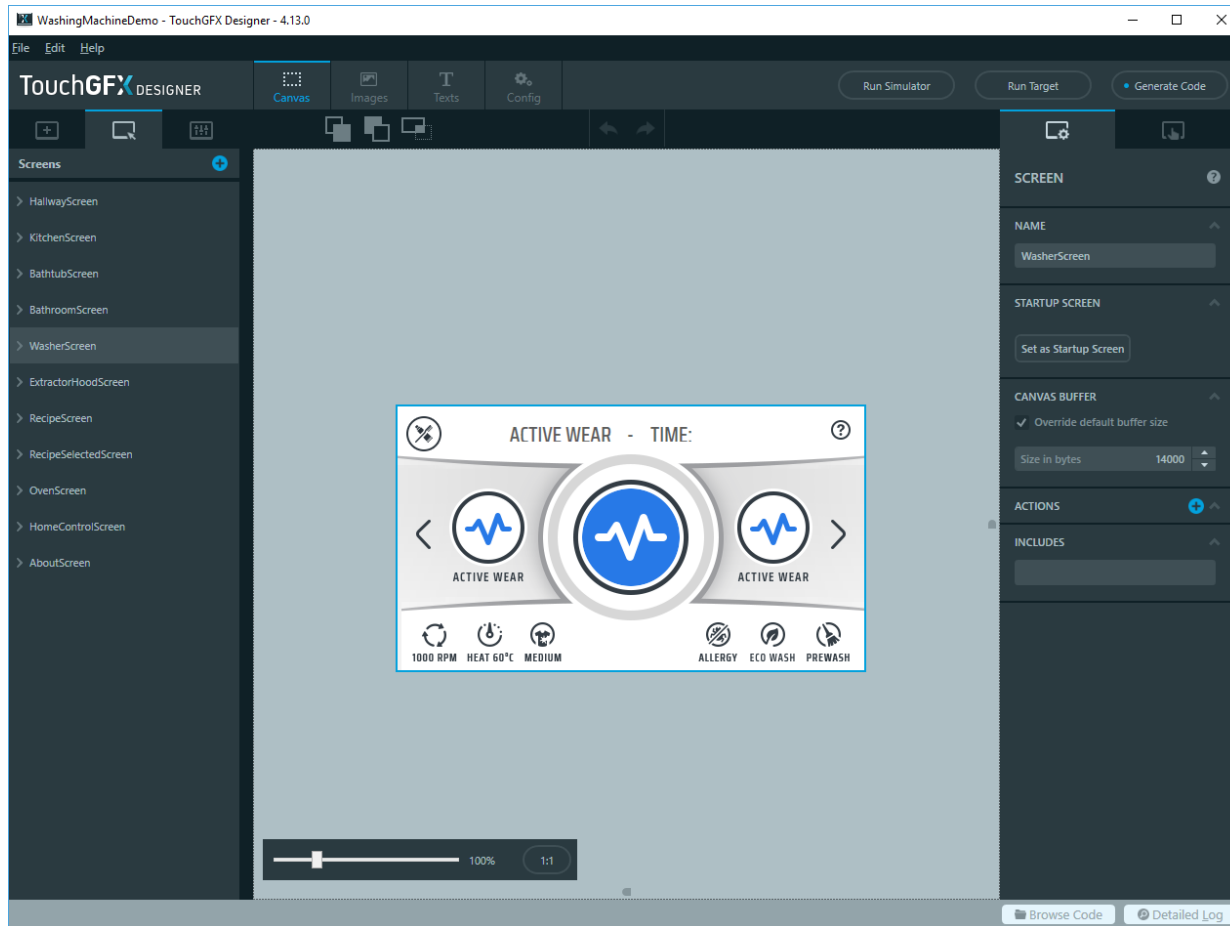 WashingMachineDemo - TouchGFX Designer - 4.13.0
File Edit Help
TouchGFX DESIGNER
Canvas
Images
Texts
Config
Run Simulator
Run Target
Generate Code
Screens
HallwayScreen
KitchenScreen
BathtubScreen
BathroomScreen
WasherScreen
ExtractorHoodScreen
RecipeScreen
RecipeSelectedScreen
OvenScreen
HomeControlScreen
AboutScreen
ACTIVE WEAR - TIME:
?
ACTIVE WEAR
ACTIVE WEAR
1000 RPM
HEAT 60°C
MEDIUM
ALLERGY
ECO WASH
PREWASH
100%
1:1
SCREEN
?
NAME
WasherScreen
STARTUP SCREEN
Set as Startup Screen
CANVAS BUFFER
Override default buffer size
Size in bytes 14000
ACTIONS
INCLUDES
Browse Code
Detailed Log